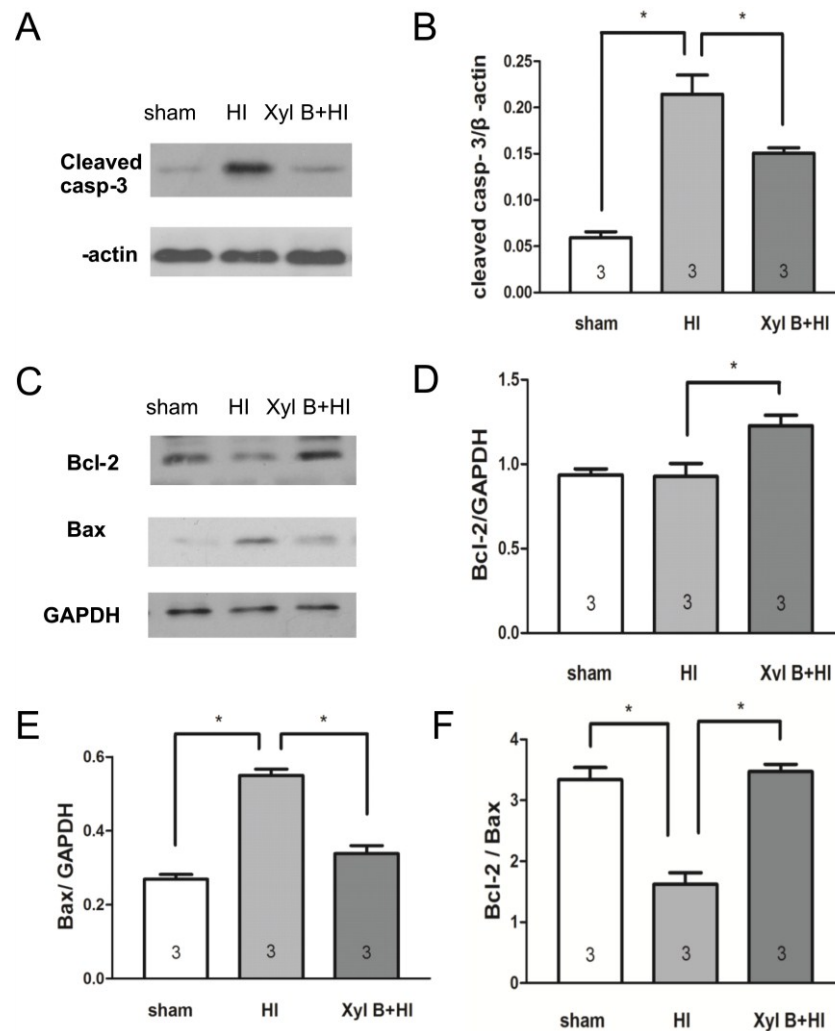 A
sham HI Xyl B+HI
Cleaved
casp-3
-actin
B
* *
cleaved casp- 3/β -actin
0.25
0.20
0.15
0.10
0.05
0.00
3 3 3
sham HI Xyl B+HI
C
sham HI Xyl B+HI
Bcl-2
Bax
GAPDH
D
*
Bcl-2/GAPDH
1.5
1.0
0.5
0.0
3 3 3
sham HI Xyl B+HI
E
* *
Bax/ GAPDH
0.6
0.4
0.2
0.0
3 3 3
sham HI Xyl B+HI
F
* *
Bcl-2 / Bax
3
2
1
0
3 3 3
sham HI Xyl B+HI